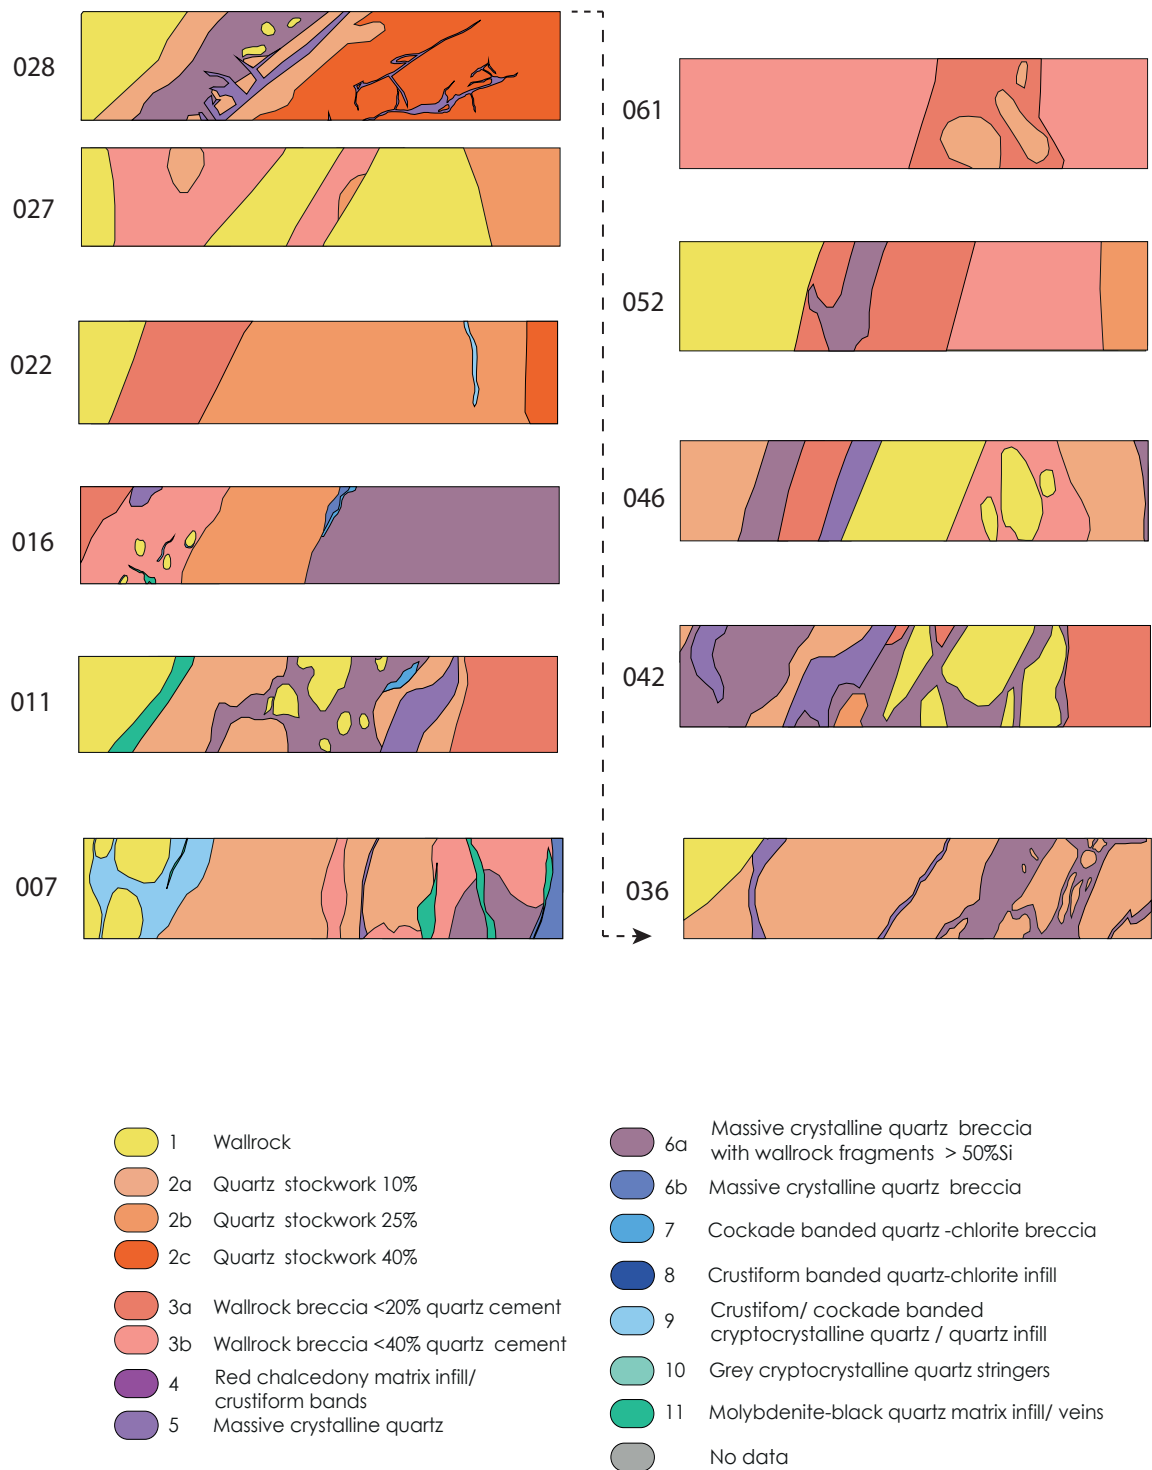 028
027
022
016
011
007
061
052
046
042
036
1 Wallrock
2a Quartz stockwork 10%
2b Quartz stockwork 25%
2c Quartz stockwork 40%
3a Wallrock breccia <20% quartz cement
3b Wallrock breccia <40% quartz cement
4 Red chalcedony matrix infill/
crustiform bands
5 Massive crystalline quartz
6a Massive crystalline quartz breccia
with wallrock fragments > 50%Si
6b Massive crystalline quartz breccia
7 Cockade banded quartz -chlorite breccia
8 Crustiform banded quartz-chlorite infill
9 Crustifom/ cockade banded
cryptocrystalline quartz / quartz infill
10 Grey cryptocrystalline quartz stringers
11 Molybdenite-black quartz matrix infill/ veins
No data